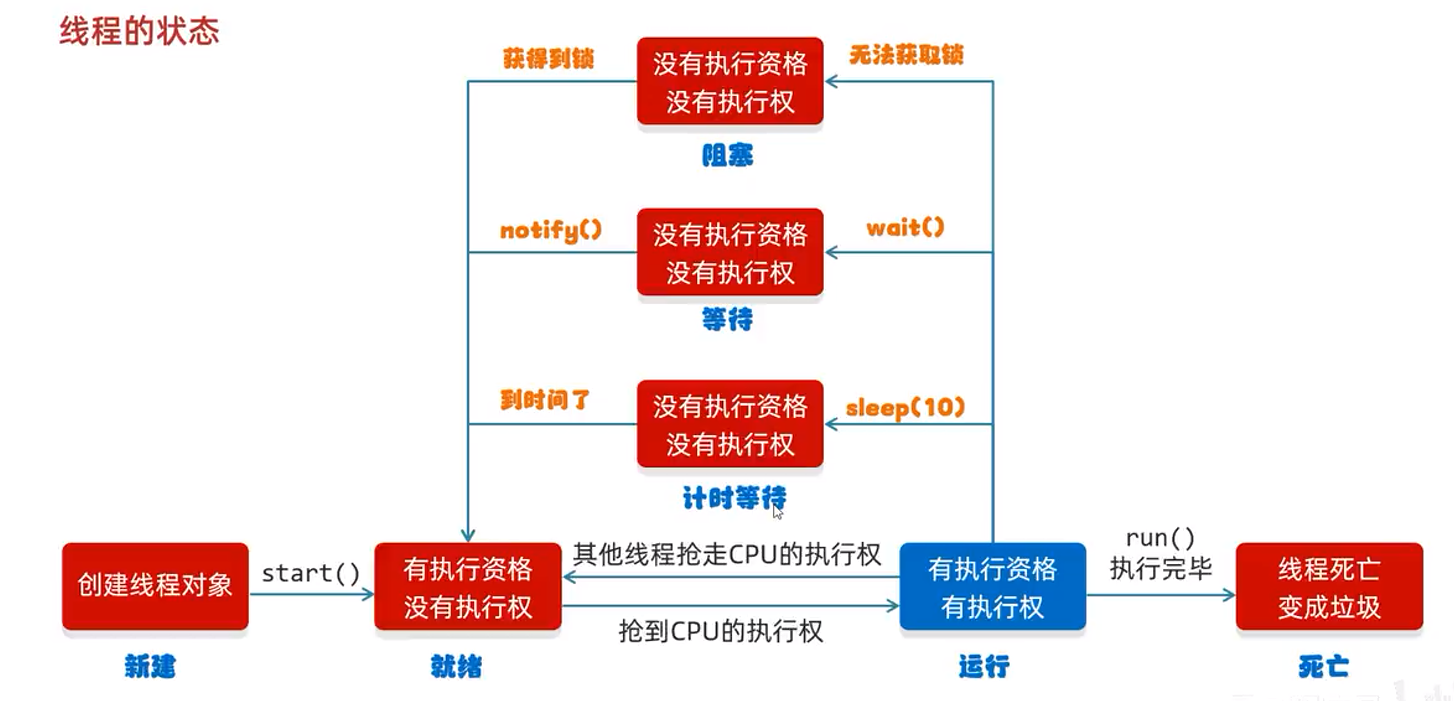 线程的状态
获得到锁
没有执行资格
没有执行权
无法获取锁
阻塞
notify()
没有执行资格
没有执行权
wait()
等待
到时间了
没有执行资格
没有执行权
sleep(10)
计时等待
创建线程对象
start()
有执行资格
没有执行权
其他线程抢走CPU的执行权
抢到CPU的执行权
有执行资格
有执行权
run()
执行完毕
线程死亡
变成垃圾
新建
就绪
运行
死亡